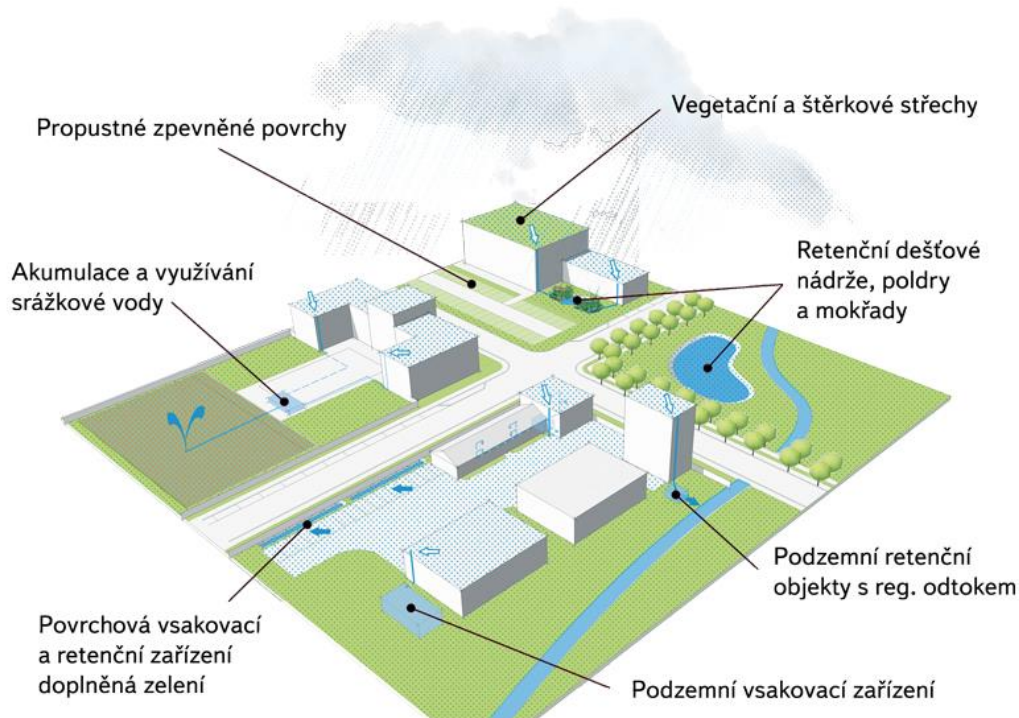 Vegetační a štěrkové střechy
Propustné zpevněné povrchy
Retenční dešťové
nádrže, poldry
a mokřady
Akumulace a využívání
srážkové vody
Podzemní retenční
objekty s reg. odtokem
Povrchová vsakovací
a retenční zařízení
doplněná zelení
Podzemní vsakovací zařízení